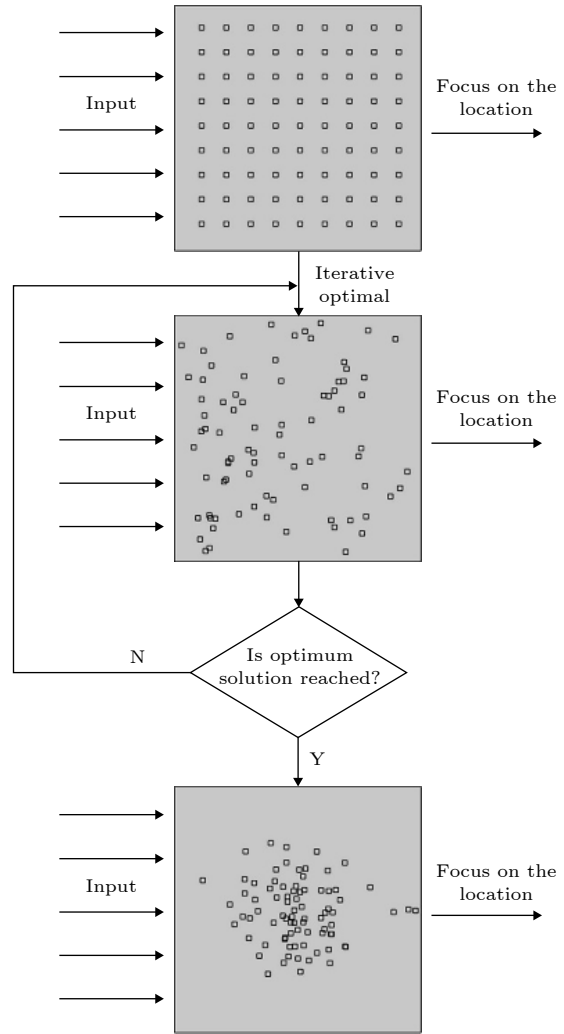 Input
Focus on the
location
Iterative
optimal
Input
Focus on the
location
Is optimum
solution reached?
N
Y
Input
Focus on the
location